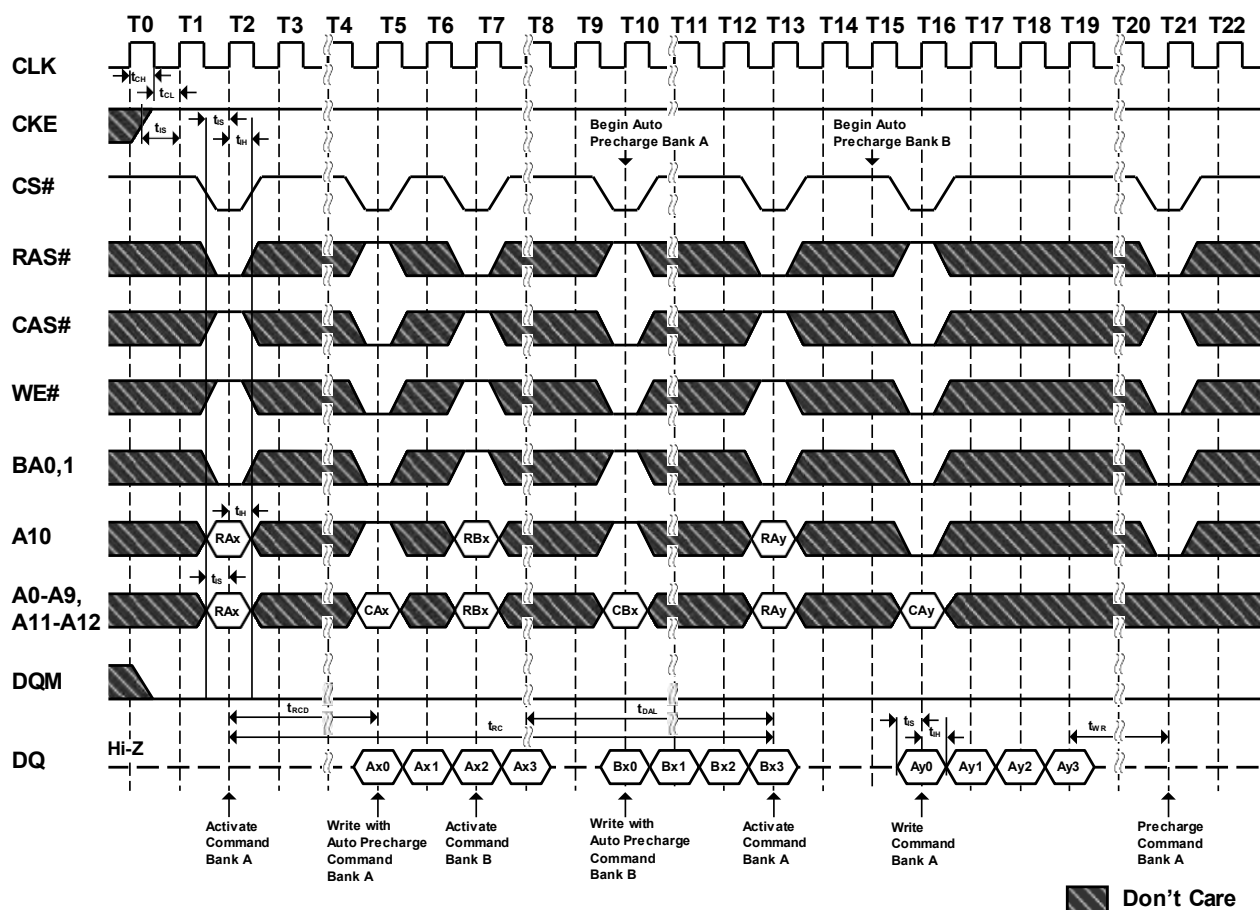 T0 T1 T2 T3 T4 T5 T6 T7 T8 T9 T10 T11 T12 T13 T14 T15 T16 T17 T18 T19 T20 T21 T22
CLK
tCH
tCL
CKE
tIS
tIS
tIH
Begin Auto
Precharge Bank A
Begin Auto
Precharge Bank B
CS#
RAS#
CAS#
WE#
BA0,1
tIH
A10
RAx RBx RAy
tIS
A0-A9,
A11-A12
RAx CAx RBx CBx RAy CAy
DQM
tRCD
tDAL
tRC
tIS
tIH
tWR
Hi-Z
DQ
Ax0 Ax1 Ax2 Ax3 Bx0 Bx1 Bx2 Bx3 Ay0 Ay1 Ay2 Ay3
Activate
Command
Bank A
Write with
Auto Precharge
Command
Bank A
Activate
Command
Bank B
Write with
Auto Precharge
Command
Bank B
Activate
Command
Bank A
Write
Command
Bank A
Precharge
Command
Bank A
Don't Care